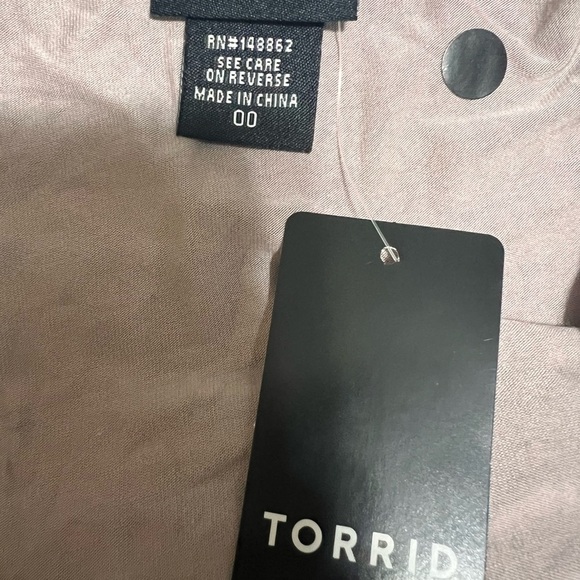 RN#148862
SEE CARE
ON REVERSE
MADE IN CHINA
00
TORRID